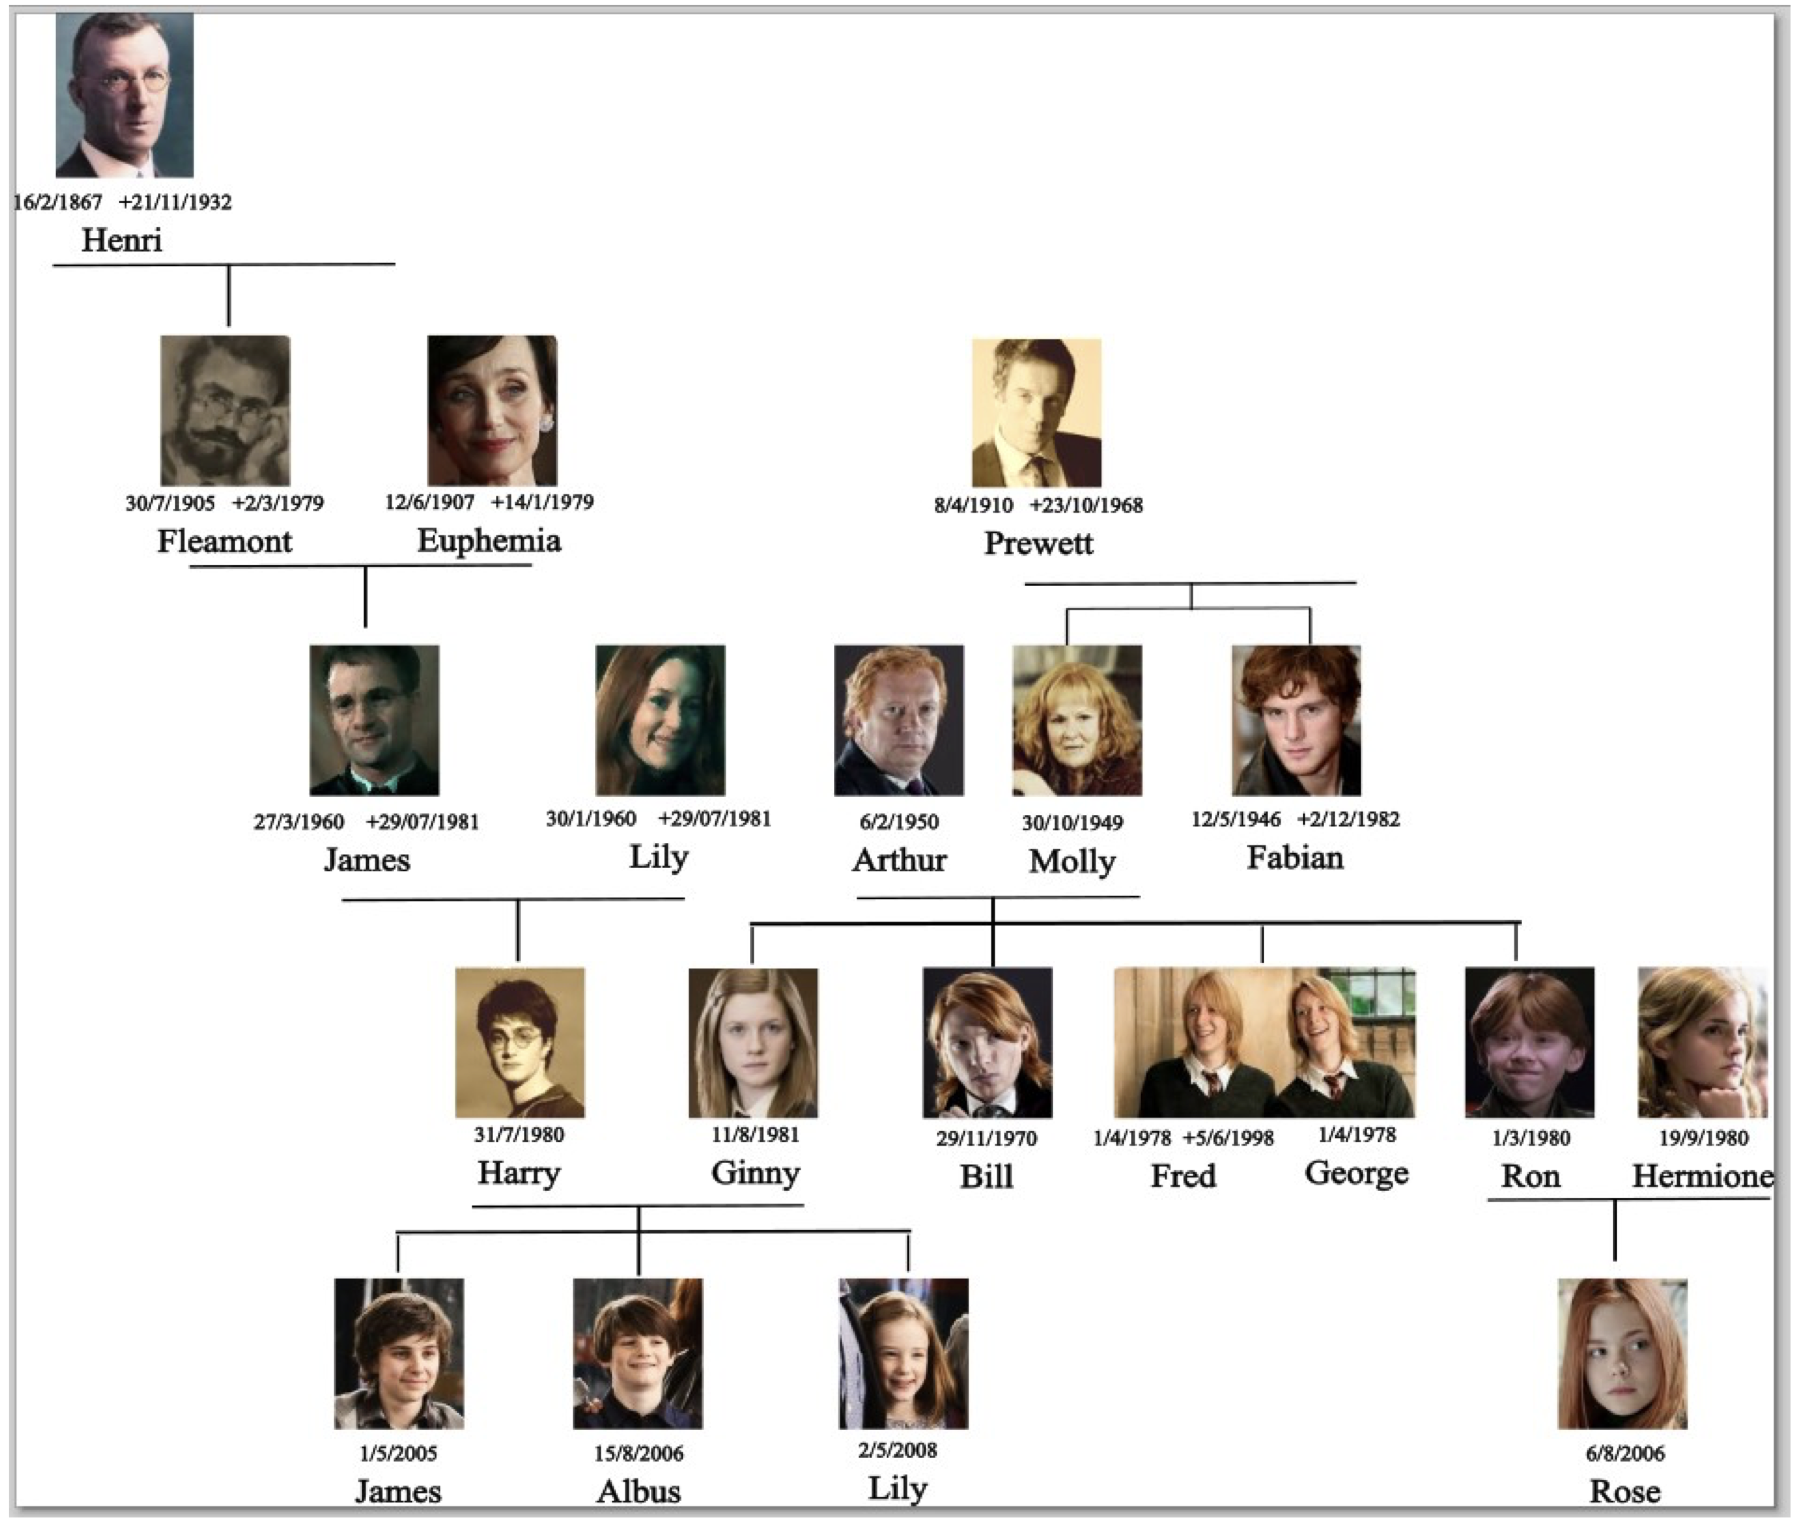 16/2/1867 +21/11/1932
Henri
30/7/1905 +2/3/1979
Fleamont
12/6/1907 +14/1/1979
Euphemia
8/4/1910 +23/10/1968
Prewett
27/3/1960 +29/07/1981
James
30/1/1960 +29/07/1981
Lily
6/2/1950
Arthur
30/10/1949
Molly
12/5/1946 +2/12/1982
Fabian
31/7/1980
Harry
11/8/1981
Ginny
29/11/1970
Bill
1/4/1978 +5/6/1998
Fred
1/4/1978
George
1/3/1980
Ron
19/9/1980
Hermione
1/5/2005
James
15/8/2006
Albus
2/5/2008
Lily
6/8/2006
Rose